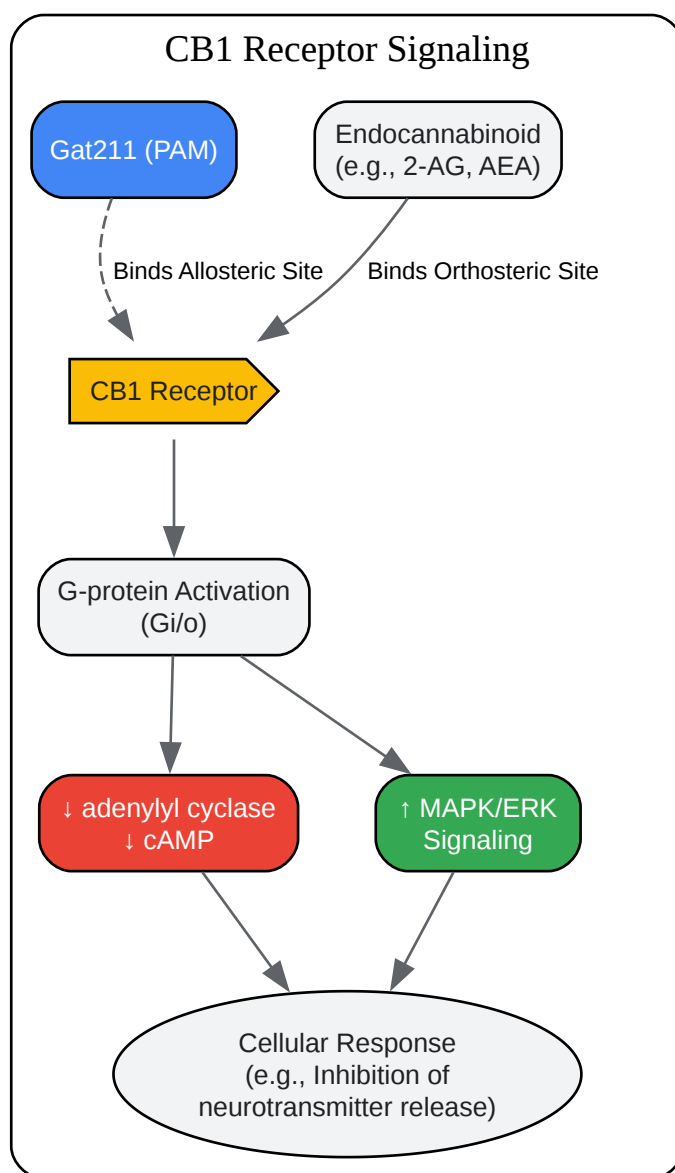 CB1 Receptor Signaling
Gat211 (PAM)
Endocannabinoid
(e.g., 2-AG, AEA)
Binds Allosteric Site
Binds Orthosteric Site
CB1 Receptor
G-protein Activation
(Gi/o)
↓ adenylyl cyclase
↓ cAMP
↑ MAPK/ERK
Signaling
Cellular Response
(e.g., Inhibition of
neurotransmitter release)